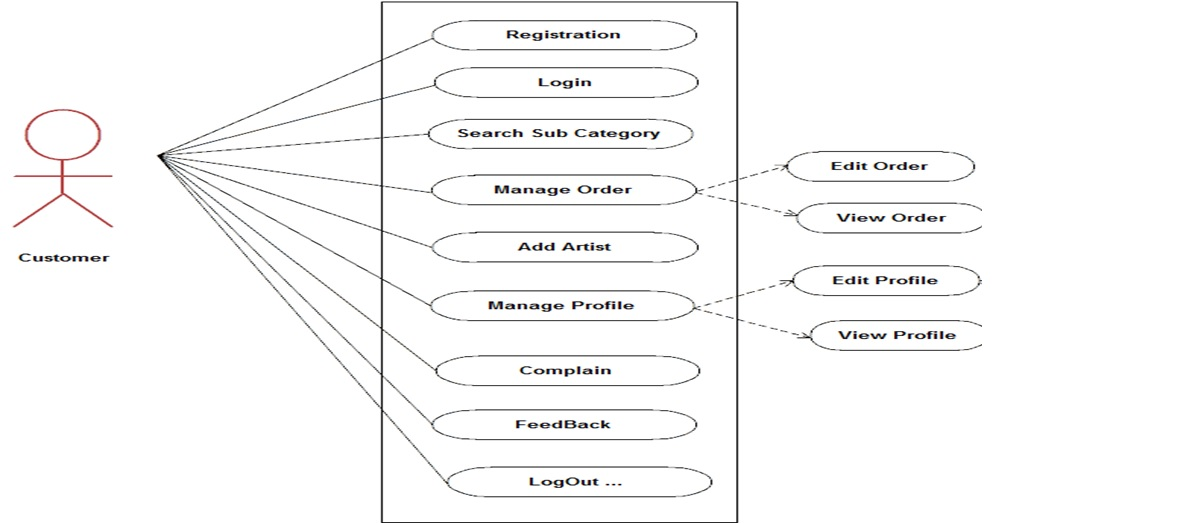 Registration
Login
Search Sub Category
Manage Order
Edit Order
View Order
Customer
Add Artist
Manage Profile
Edit Profile
View Profile
Complain
FeedBack
LogOut ...